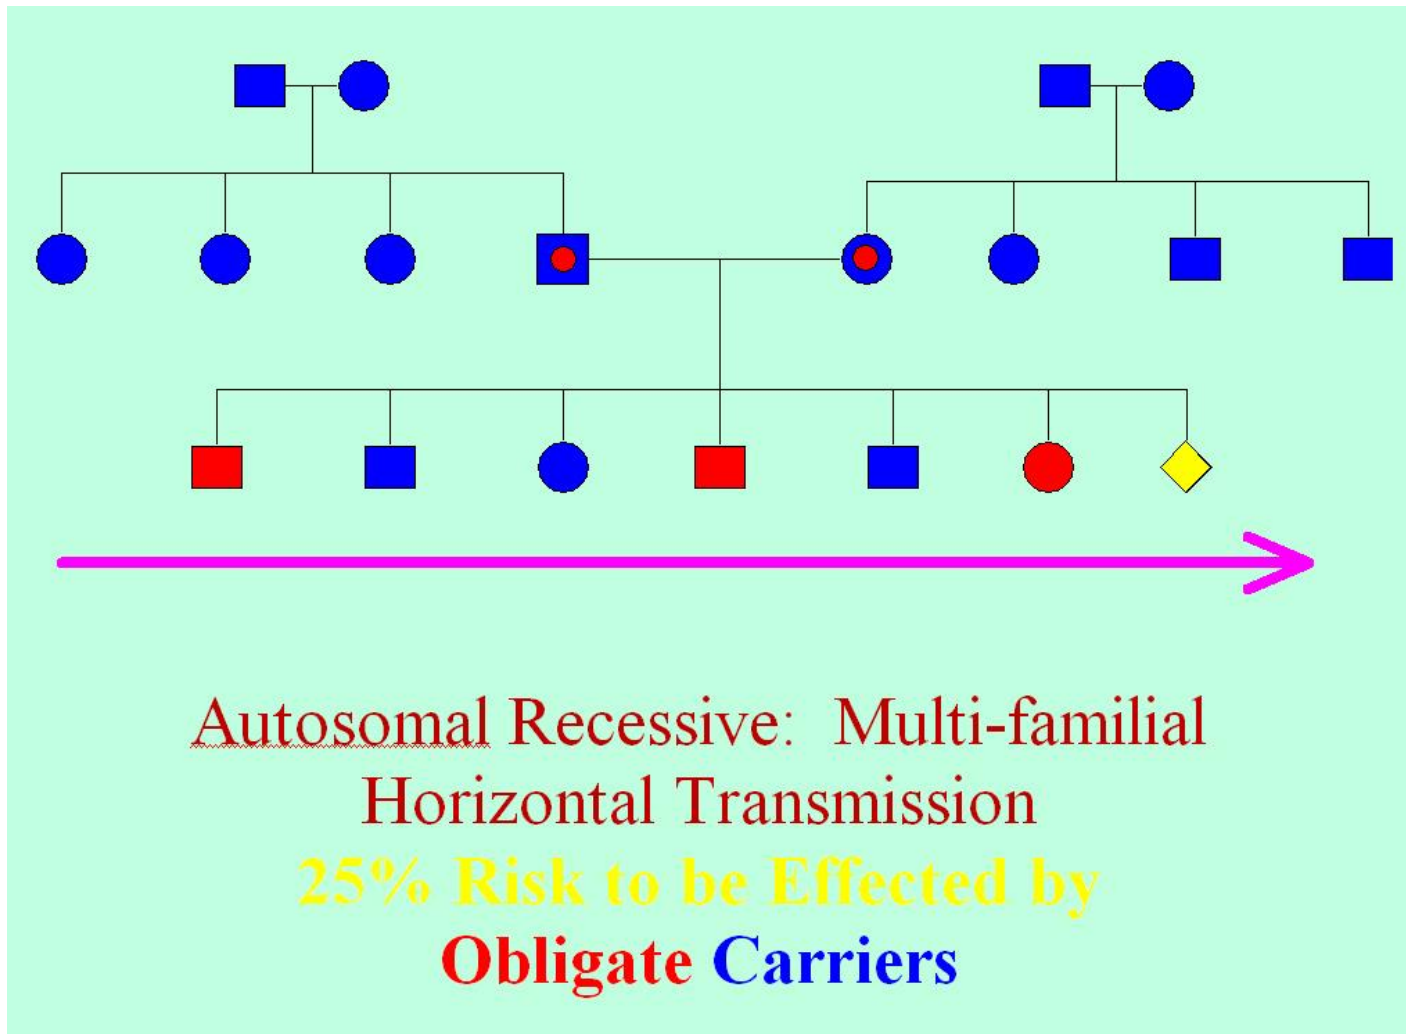 Autosomal Recessive:  Multi-familial
Horizontal Transmission
25% Risk to be Effected by
Obligate Carriers